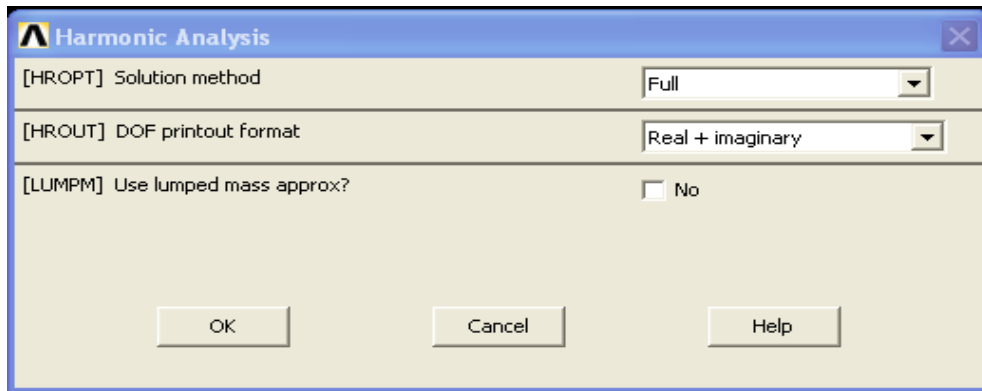 Harmonic Analysis
[HROPT] Solution method Full
[HROUT] DOF printout format Real + imaginary
[LUMPM] Use lumped mass approx? No
OK Cancel Help